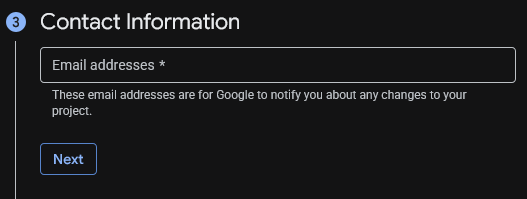 3 Contact Information
Email addresses *
These email addresses are for Google to notify you about any changes to your
project.
Next